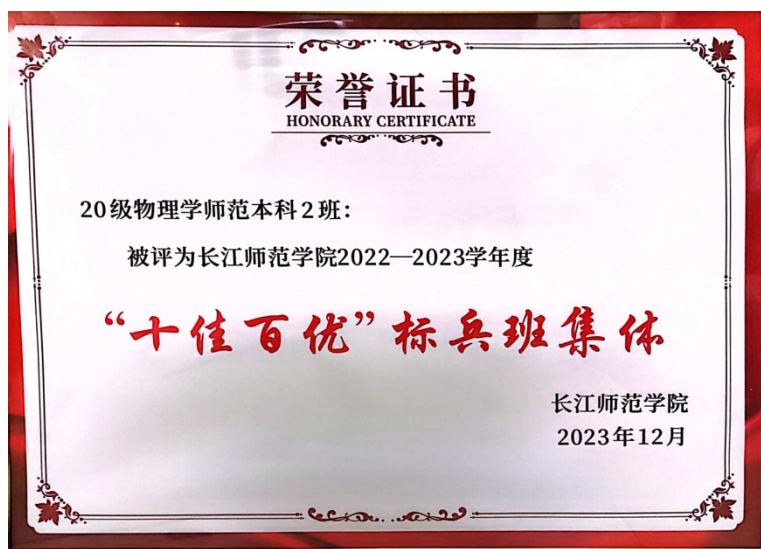 荣誉证书
HONORARY CERTIFICATE
20级物理学师范本科2班：
被评为长江师范学院2022—2023学年度
“十佳百优”标兵班集体
长江师范学院
2023年12月